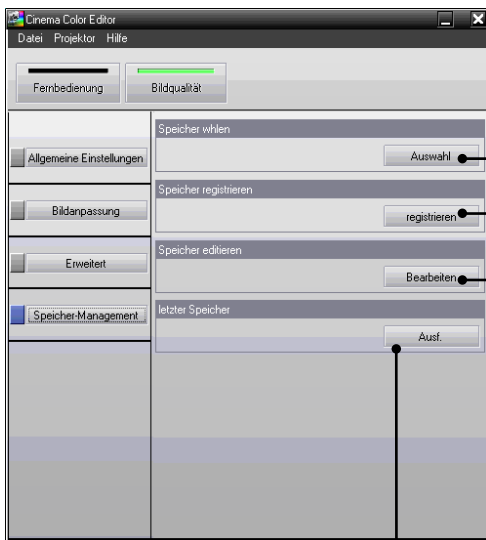 Cinema Color Editor
Datei Projektor Hilfe
Fernbedienung Bildqualität
Speicher whlen
Allgemeine Einstellungen Auswahl
Speicher registrieren
Bildanpassung registrieren
Speicher editieren
Erweitert Bearbeiten
Speicher-Management letzter Speicher
Ausf.